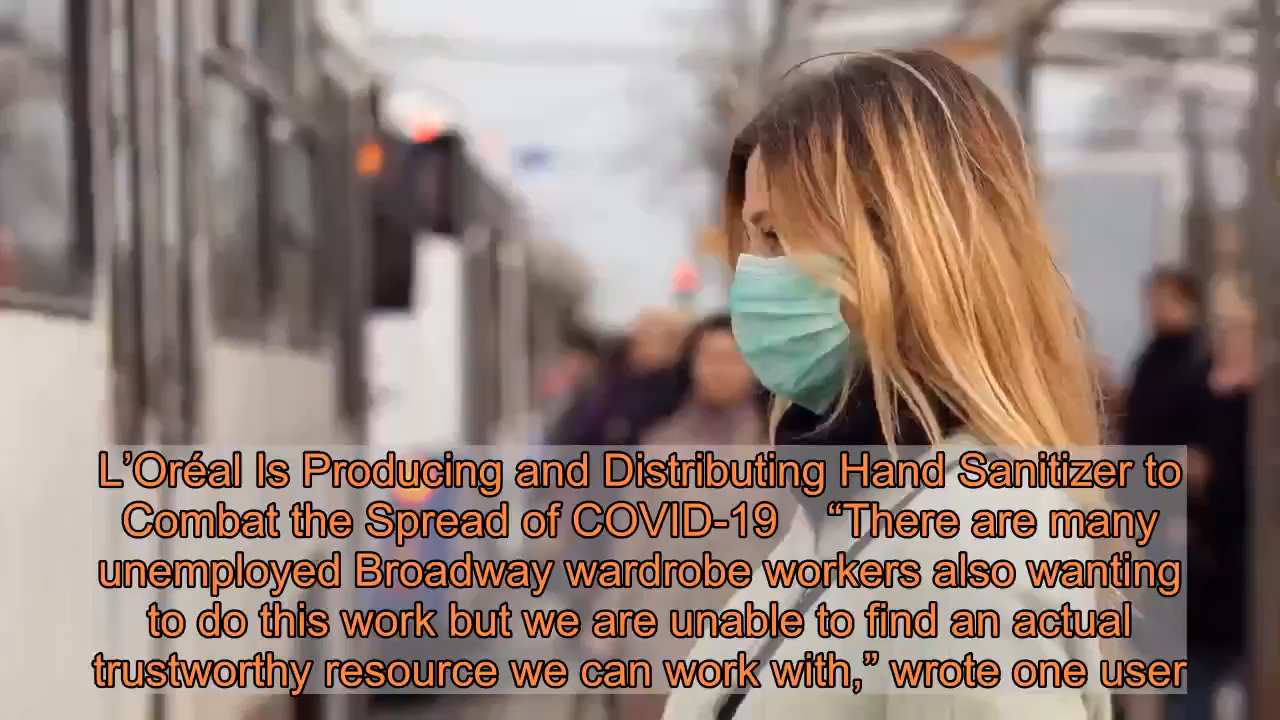 L’Oréal Is Producing and Distributing Hand Sanitizer to
Combat the Spread of COVID-19 “There are many
unemployed Broadway wardrobe workers also wanting
to do this work but we are unable to find an actual
trustworthy resource we can work with,” wrote one user